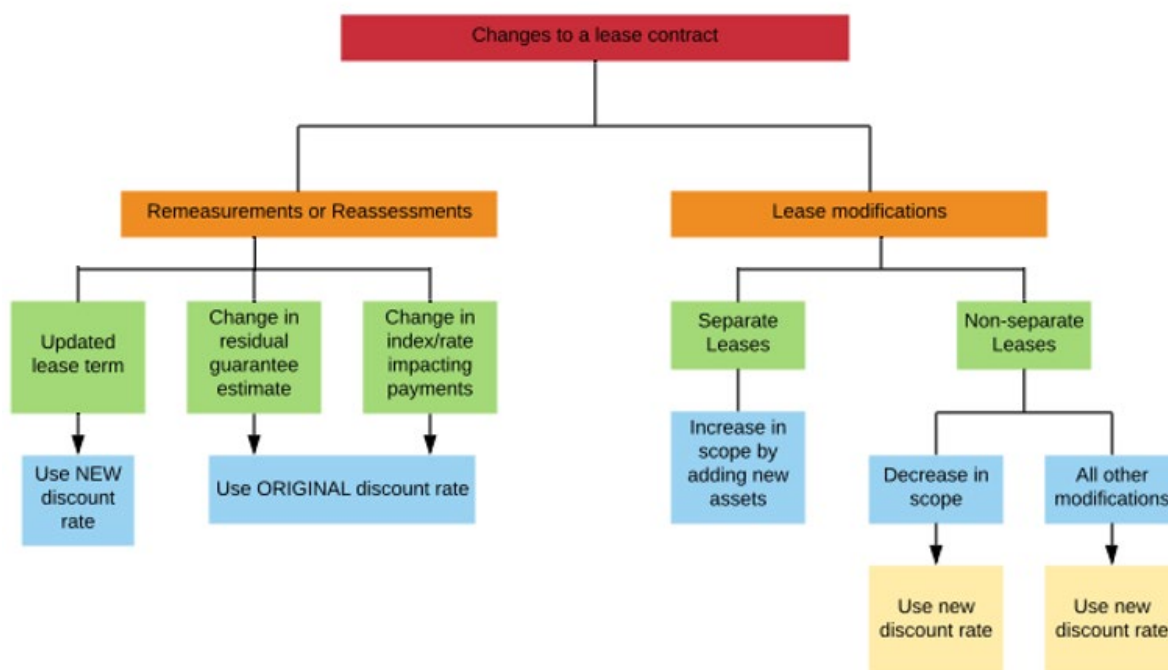 Changes to a lease contract
Remeasurements or Reassessments
Lease modifications
Updated
lease term
Change in
residual
guarantee
estimate
Change in
index/rate
impacting
payments
Separate
Leases
Non-separate
Leases
Use NEW
discount
rate
Use ORIGINAL discount rate
Increase in
scope by
adding new
assets
Decrease in
scope
All other
modifications
Use new
discount rate
Use new
discount rate